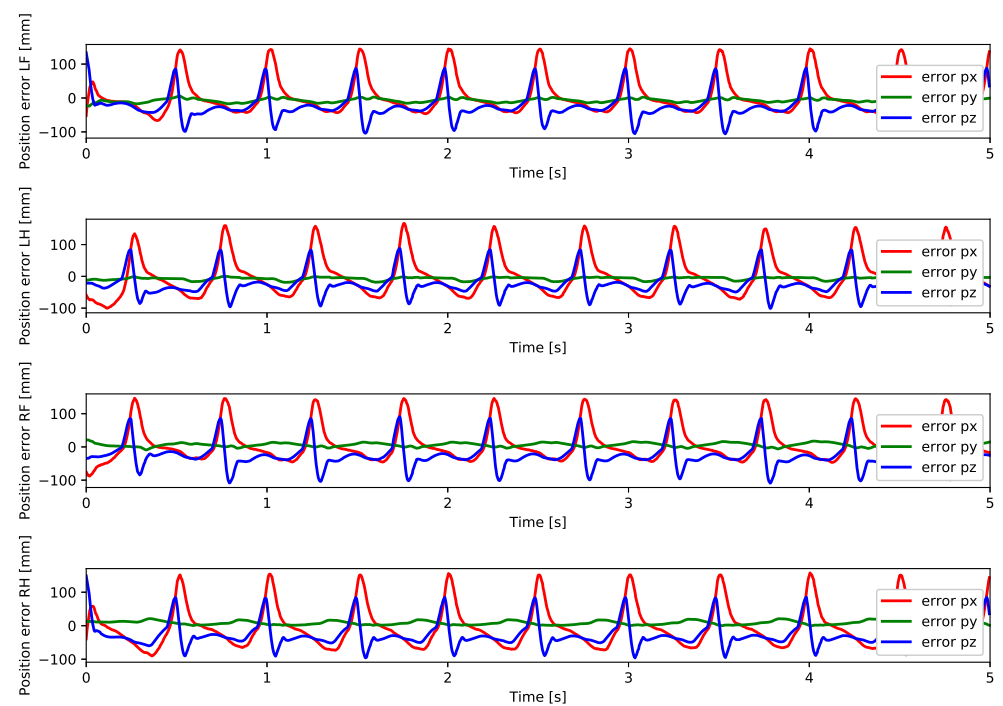 Position error LF [mm]
100
0
−100
0 1 2 3 4 5
Time [s]
error px
error py
error pz
Position error LH [mm]
100
0
−100
0 1 2 3 4 5
Time [s]
error px
error py
error pz
Position error RF [mm]
100
0
−100
0 1 2 3 4 5
Time [s]
error px
error py
error pz
Position error RH [mm]
100
0
−100
0 1 2 3 4 5
Time [s]
error px
error py
error pz